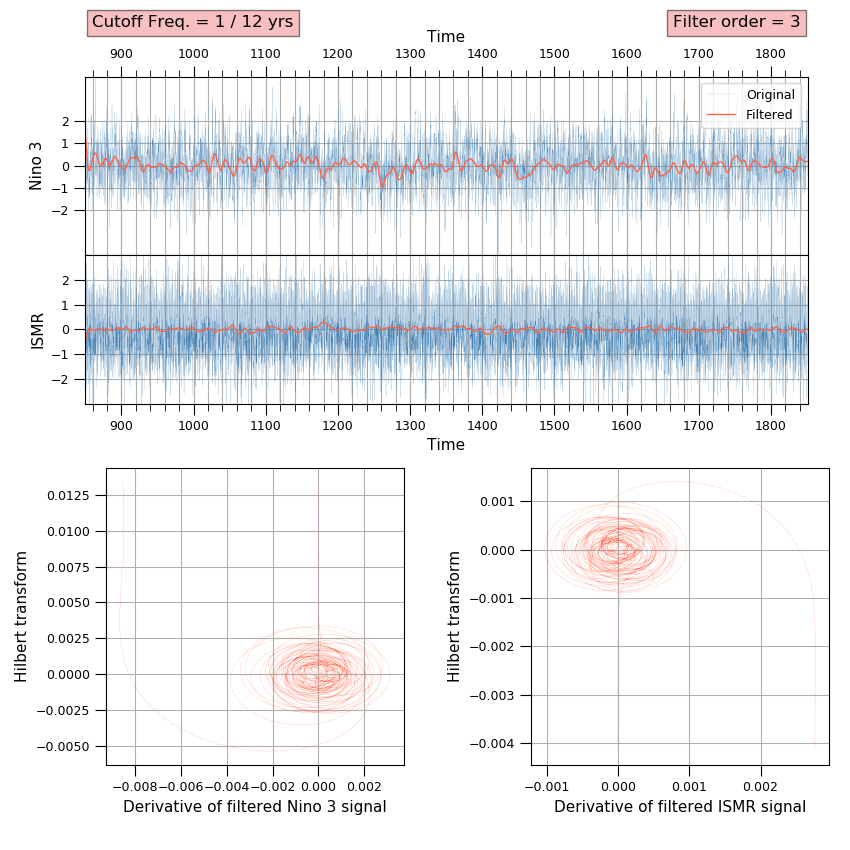 Cutoff Freq. = 1 / 12 yrs
Filter order = 3
Time
900 1000 1100 1200 1300 1400 1500 1600 1700 1800
Original
Filtered
Nino 3
2
1
0
−1
−2
ISMR
2
1
0
−1
−2
900 1000 1100 1200 1300 1400 1500 1600 1700 1800
Time
Hilbert transform
0.0125
0.0100
0.0075
0.0050
0.0025
0.0000
−0.0025
−0.0050
−0.008 −0.006 −0.004 −0.002 0.000 0.002
Derivative of filtered Nino 3 signal
Hilbert transform
0.001
0.000
−0.001
−0.002
−0.003
−0.004
−0.001 0.000 0.001 0.002
Derivative of filtered ISMR signal